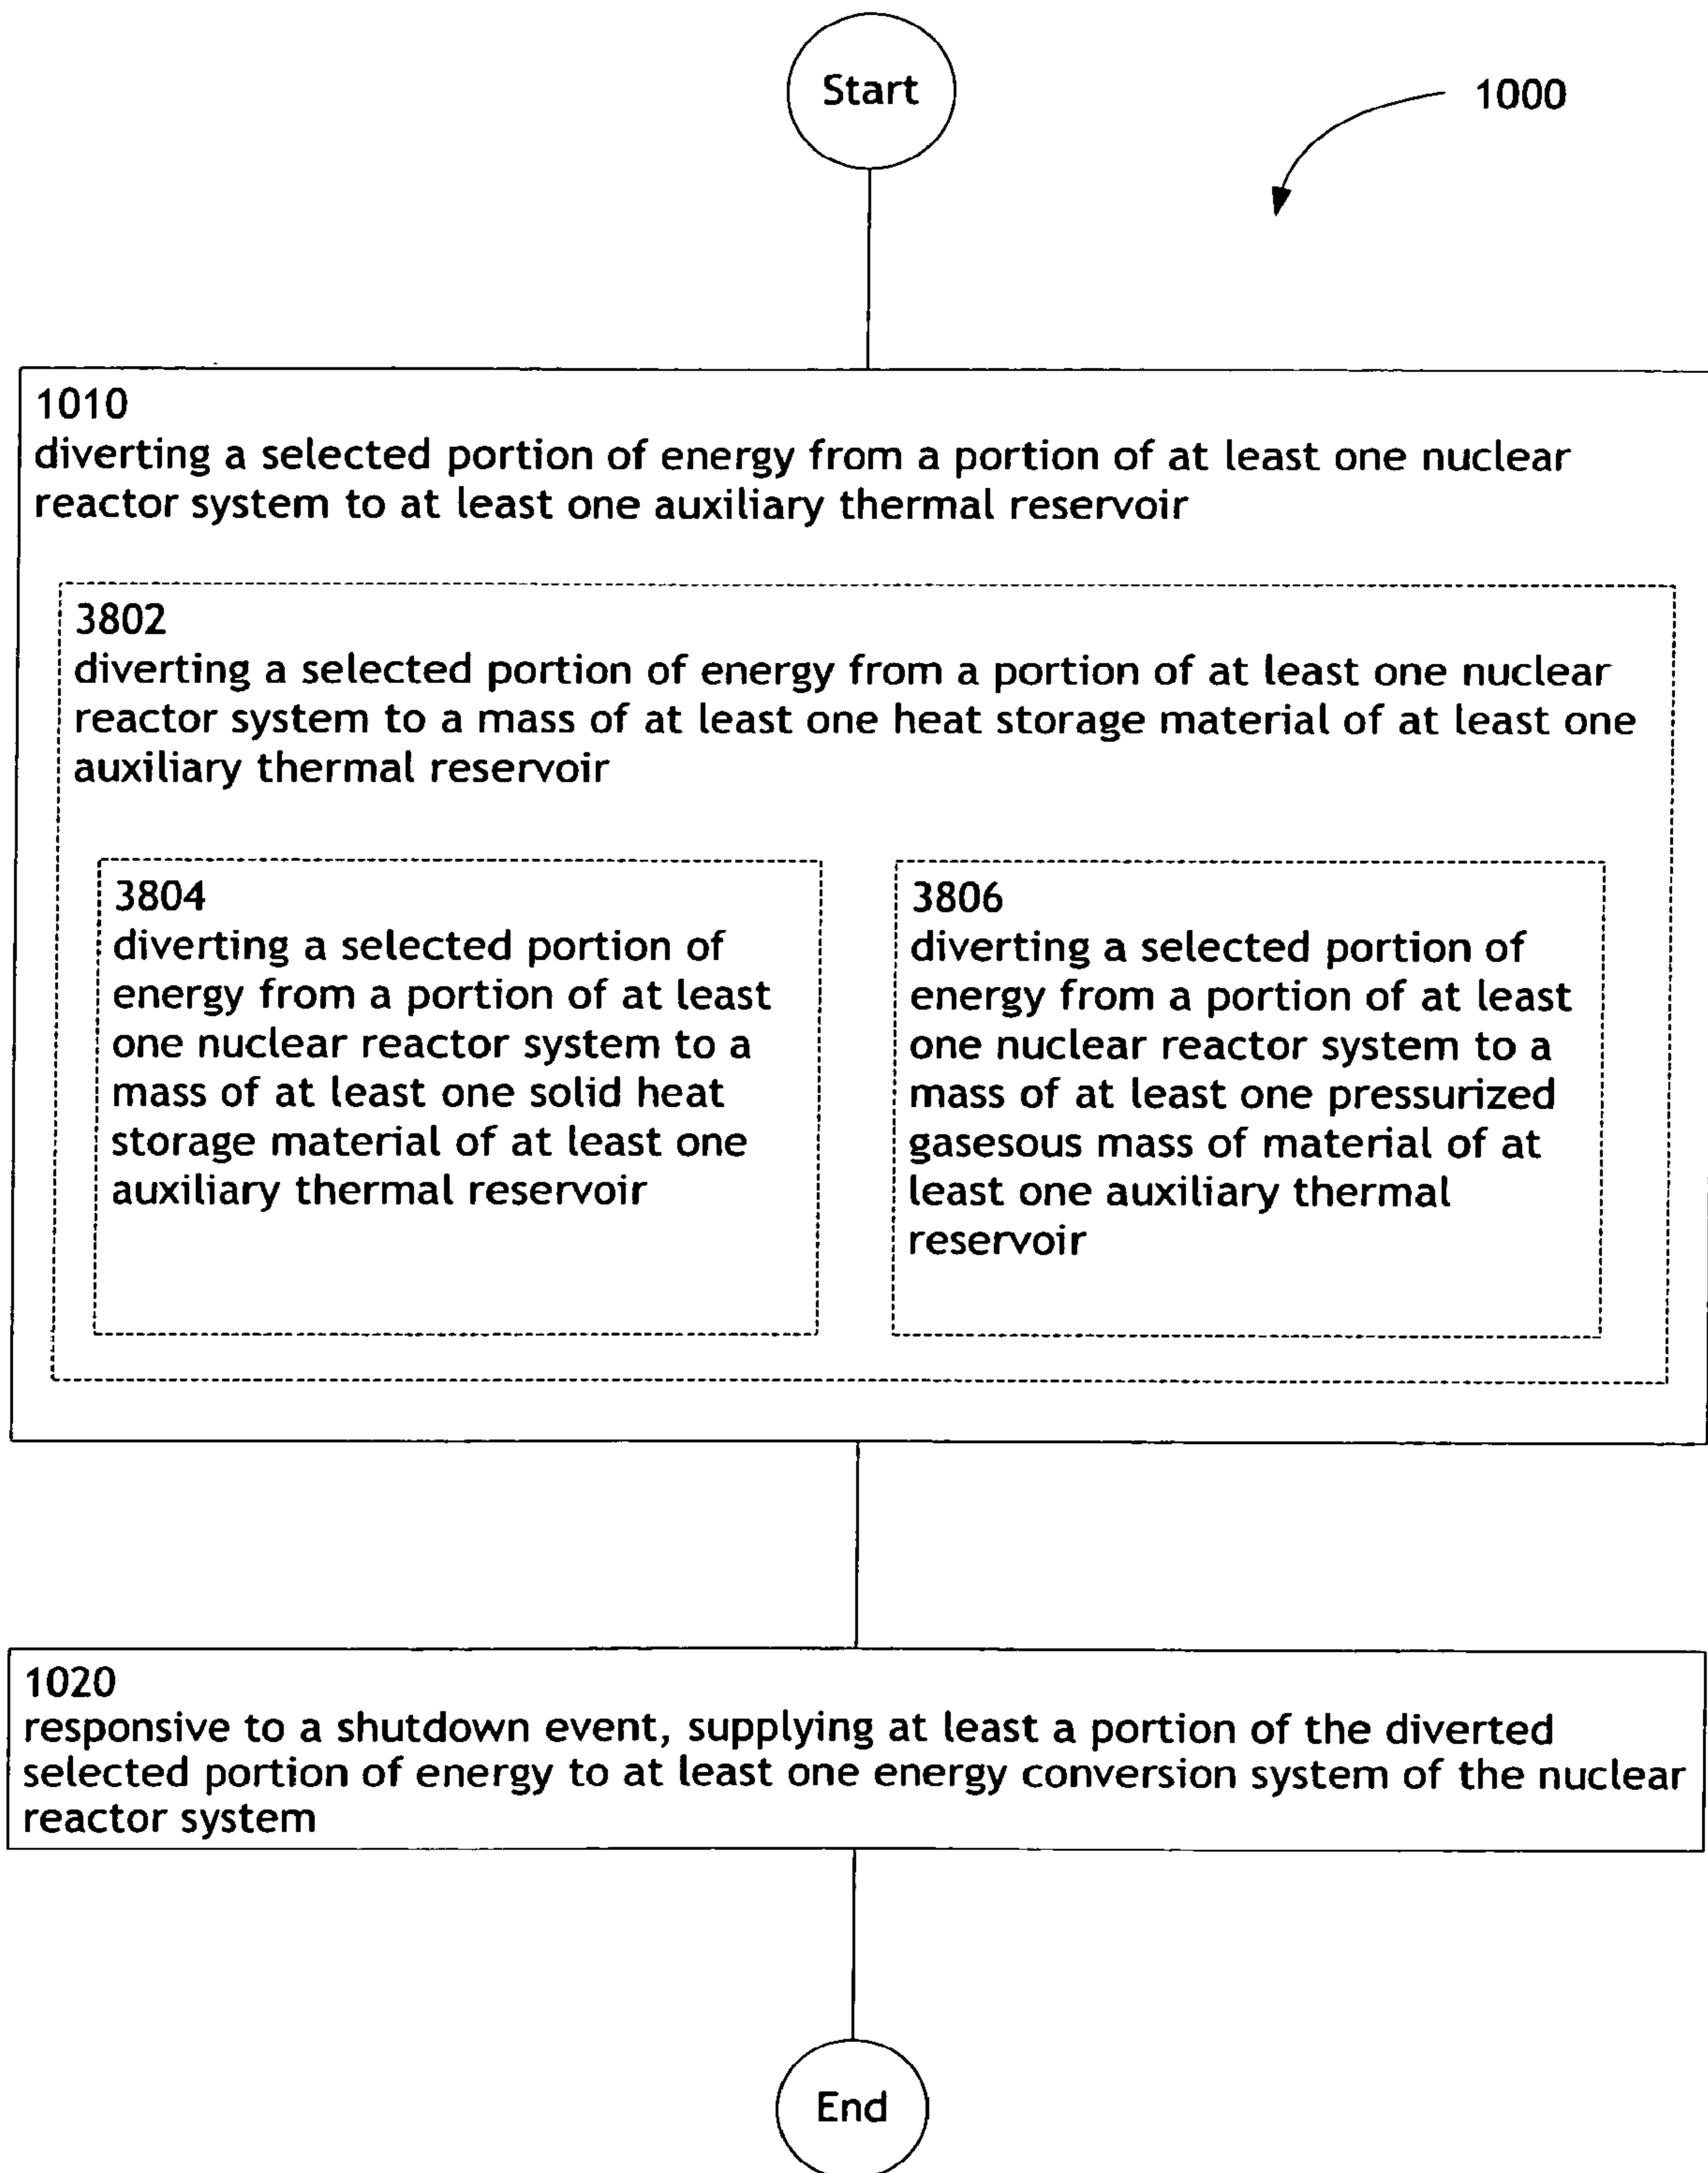 Start
1000
1010
diverting a selected portion of energy from a portion of at least one nuclear
reactor system to at least one auxiliary thermal reservoir
3802
diverting a selected portion of energy from a portion of at least one nuclear
reactor system to a mass of at least one heat storage material of at least one
auxiliary thermal reservoir
3804
diverting a selected portion of
energy from a portion of at least
one nuclear reactor system to a
mass of at least one solid heat
storage material of at least one
auxiliary thermal reservoir
3806
diverting a selected portion of
energy from a portion of at least
one nuclear reactor system to a
mass of at least one pressurized
gasesous mass of material of at
least one auxiliary thermal
reservoir
1020
responsive to a shutdown event, supplying at least a portion of the diverted
selected portion of energy to at least one energy conversion system of the nuclear
reactor system
End